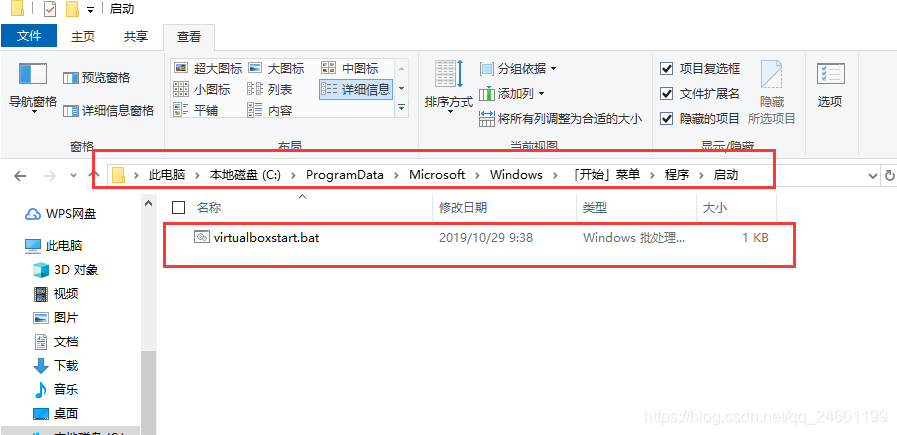 启动
文件 主页 共享 查看
导航窗格 预览窗格 详细信息窗格
超大图标 大图标 中图标
小图标 列表 详细信息
平铺 内容
排序方式 分组依据
添加列
将所有列调整为合适的大小
项目复选框
文件扩展名
隐藏的项目
隐藏
所选项目
选项
窗格 布局 当前视图 显示/隐藏
此电脑 本地磁盘 (C:) ProgramData Microsoft Windows 「开始」菜单 程序 启动
名称 修改日期 类型 大小
virtualboxstart.bat 2019/10/29 9:38 Windows 批处理... 1 KB
WPS网盘
此电脑
3D 对象
视频
图片
文档
下载
音乐
桌面
https://blog.csdn.net/qq_24601199